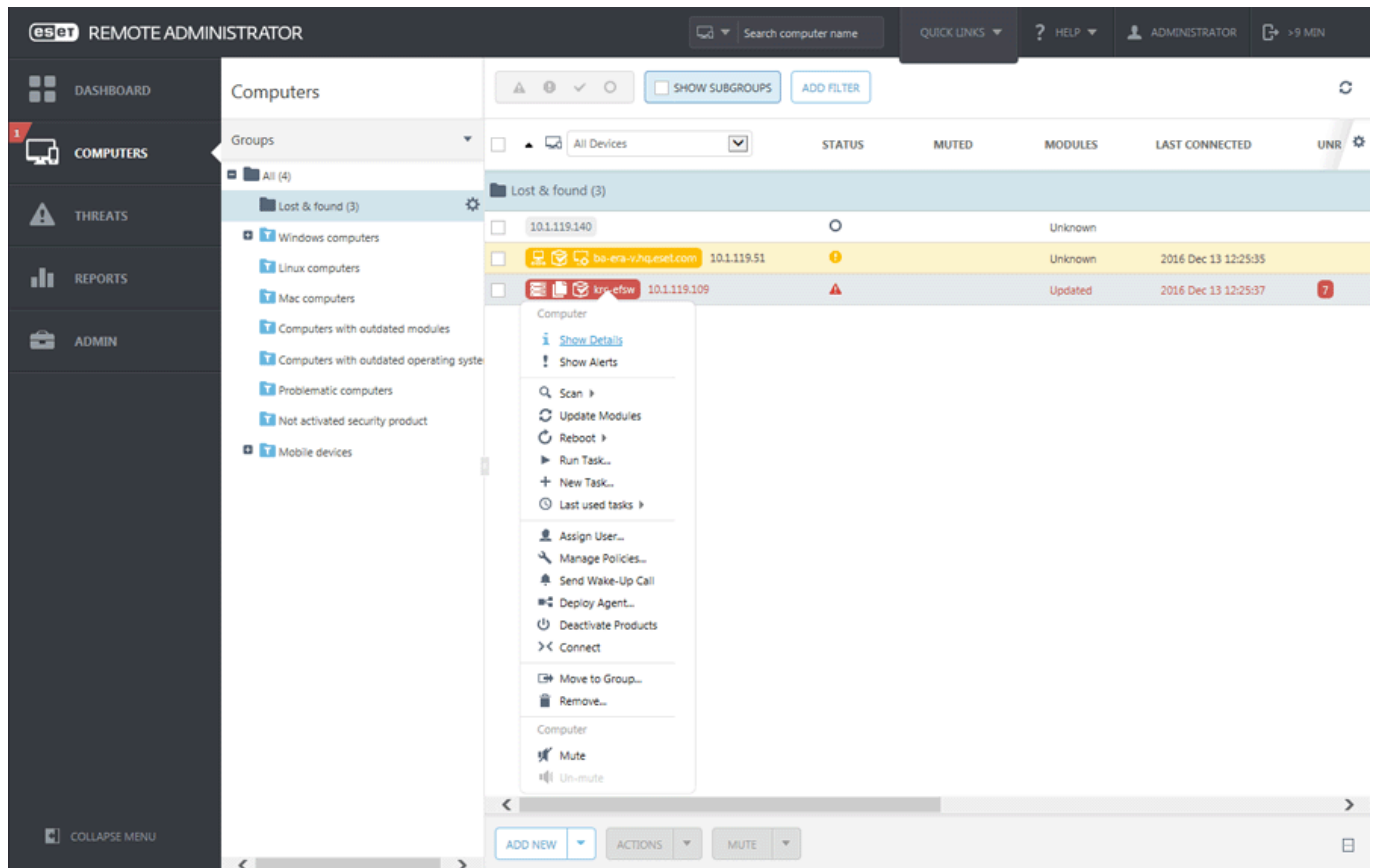 eset REMOTE ADMINISTRATOR
Search computer name
QUICK LINKS
? HELP
ADMINISTRATOR
>9 MIN
DASHBOARD
1
COMPUTERS
THREATS
REPORTS
ADMIN
COLLAPSE MENU
Computers
Groups
All (4)
Lost & found (3)
Windows computers
Linux computers
Mac computers
Computers with outdated modules
Computers with outdated operating syste
Problematic computers
Not activated security product
Mobile devices
SHOW SUBGROUPS
ADD FILTER
All Devices STATUS MUTED MODULES LAST CONNECTED UNR
Lost & found (3)
10.1.119.140 Unknown
ba-era-v.hq.eset.com 10.1.119.51 Unknown 2016 Dec 13 12:25:35
10.1.119.109 Updated 2016 Dec 13 12:25:37 7
Computer
Show Details
Show Alerts
Scan
Update Modules
Reboot
Run Task...
New Task...
Last used tasks
Assign User...
Manage Policies...
Send Wake-Up Call
Deploy Agent...
Deactivate Products
Connect
Move to Group...
Remove...
Computer
Mute
Un-mute
ADD NEW
ACTIONS
MUTE